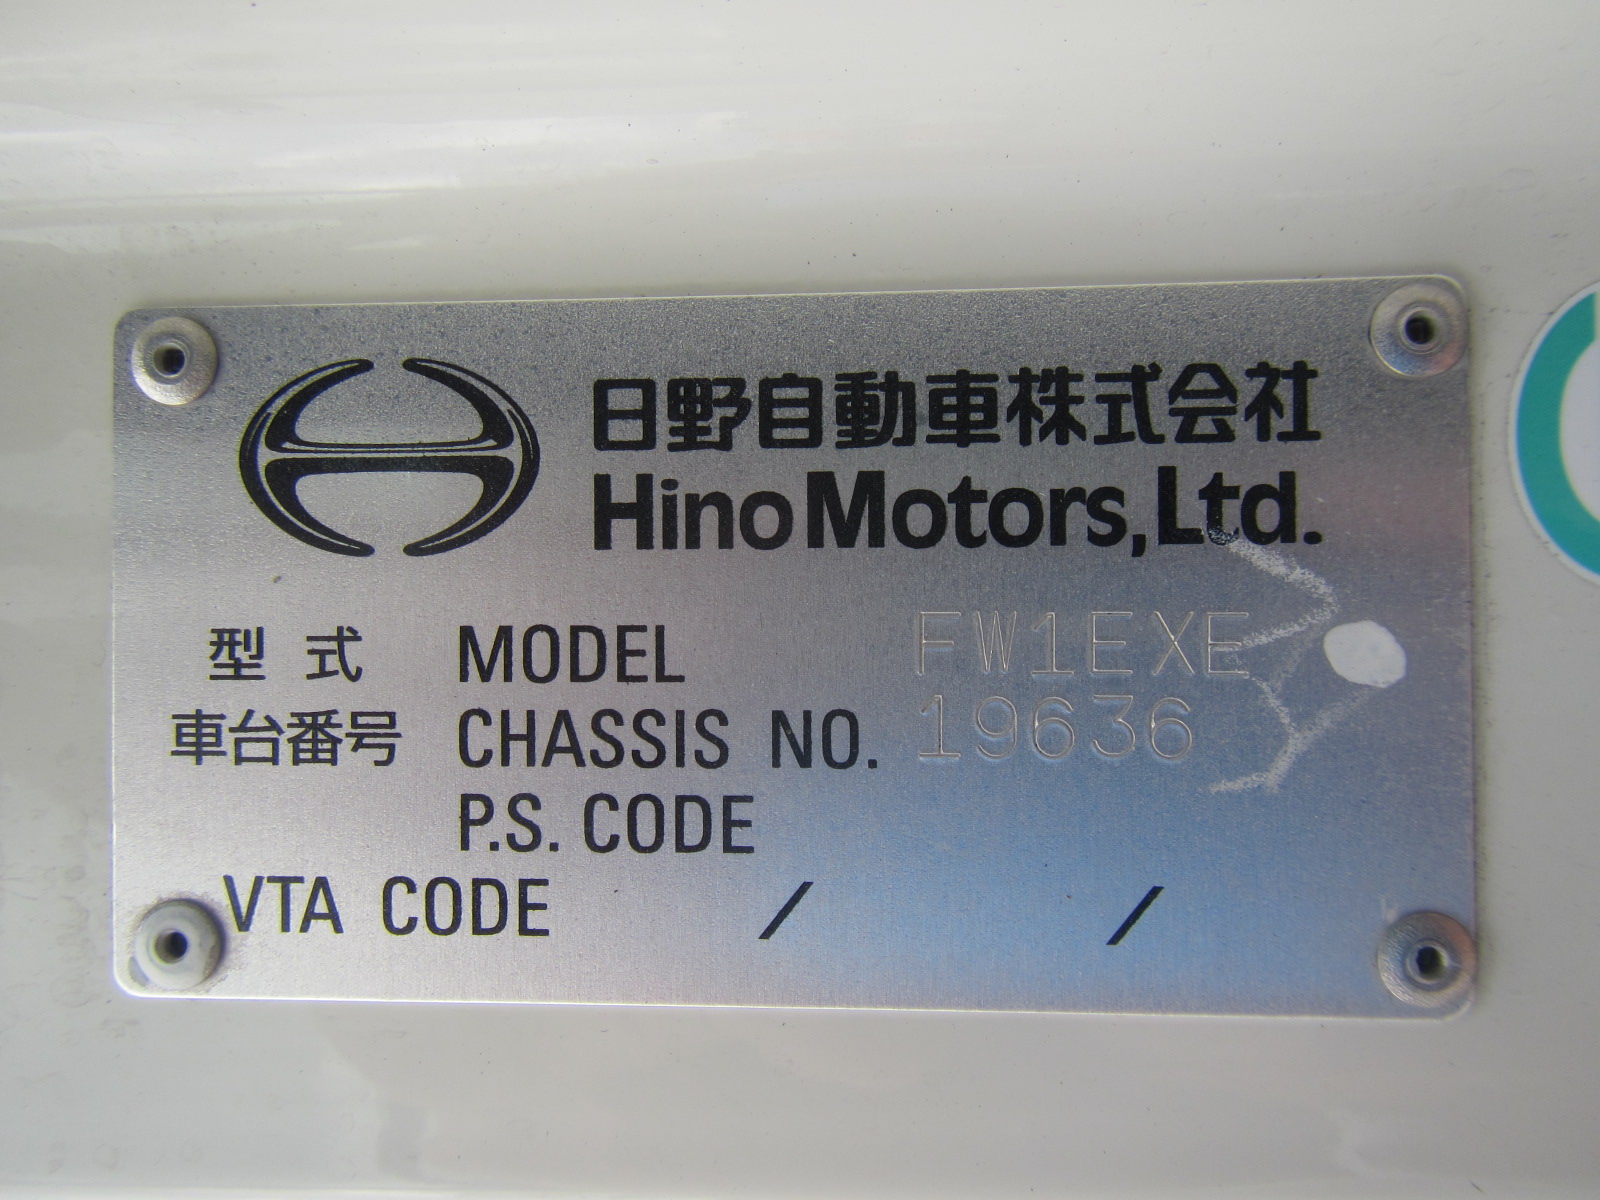 日野自動車株式会社
Hino Motors, Ltd.
型式 MODEL FW1EXE
車台番号 CHASSIS NO. 19636
P.S. CODE
VTA CODE / /